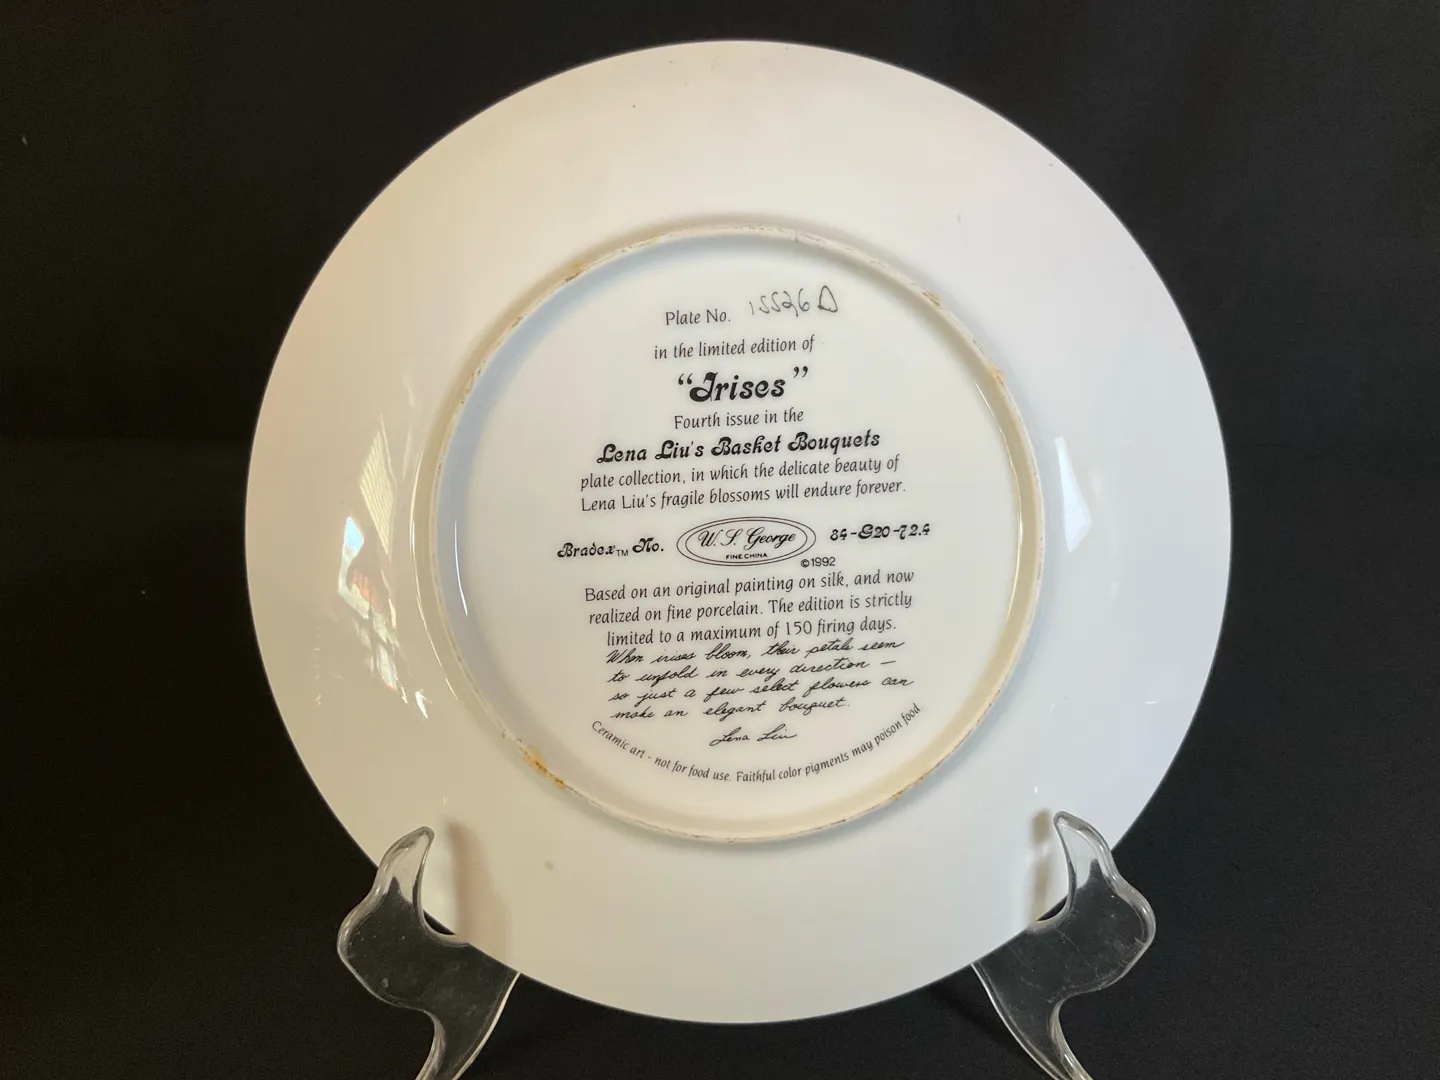 Plate No. 15526 D
in the limited edition of
“Irises”
Fourth issue in the
Lena Liu's Basket Bouquets
plate collection, in which the delicate beauty of
Lena Liu's fragile blossoms will endure forever.
Bradex™ No. W. S. George 84-G20-72.4
FINE CHINA
©1992
Based on an original painting on silk, and now
realized on fine porcelain. The edition is strictly
limited to a maximum of 150 firing days.
When irises bloom, their petals seem
to unfold in every direction —
so just a few select flowers can
make an elegant bouquet.
Lena Liu
Ceramic art - not for food use. Faithful color pigments may poison food